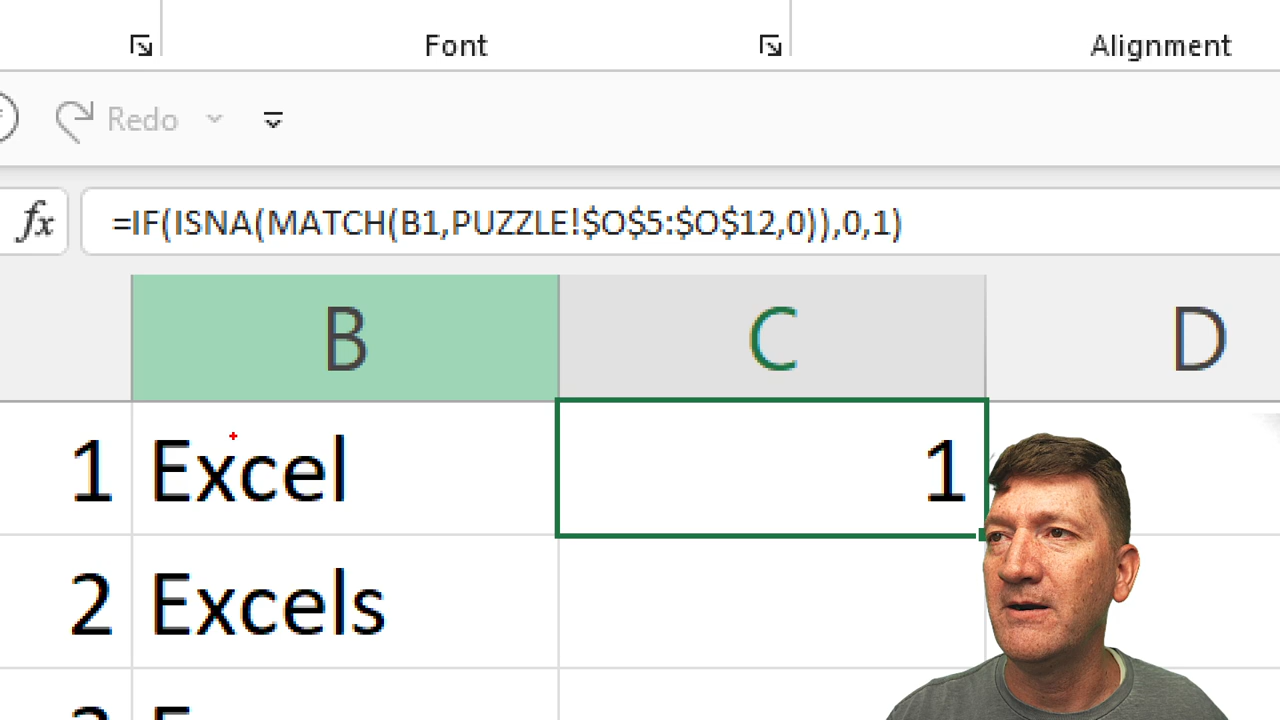 Font
Alignment
Redo
fx
=IF(ISNA(MATCH(B1,PUZZLE!$O$5:$O$12,0)),0,1)
B C D
1 Excel 1
2 Excels